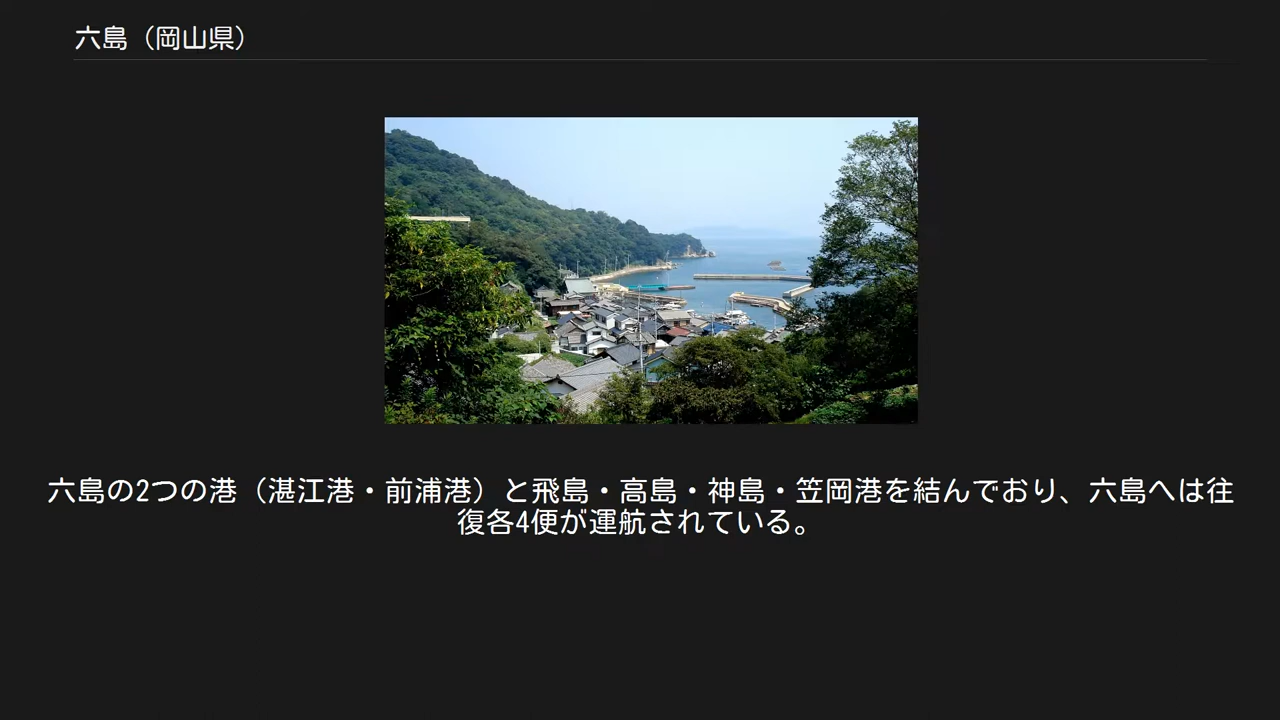 六島（岡山県）
六島の2つの港（湛江港・前浦港）と飛島・高島・神島・笠岡港を結んでおり、六島へは往
復各4便が運航されている。